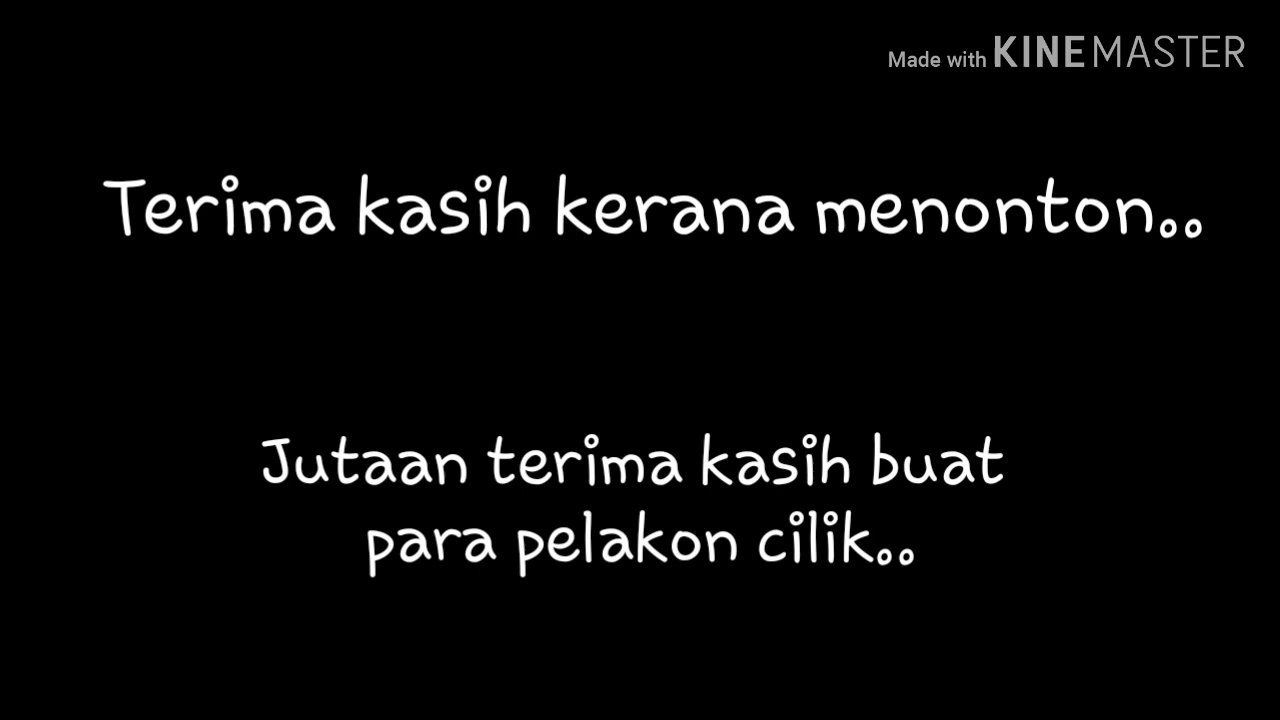 Made with KINEMASTER
Terima kasih kerana menonton..
Jutaan terima kasih buat
para pelakon cilik..